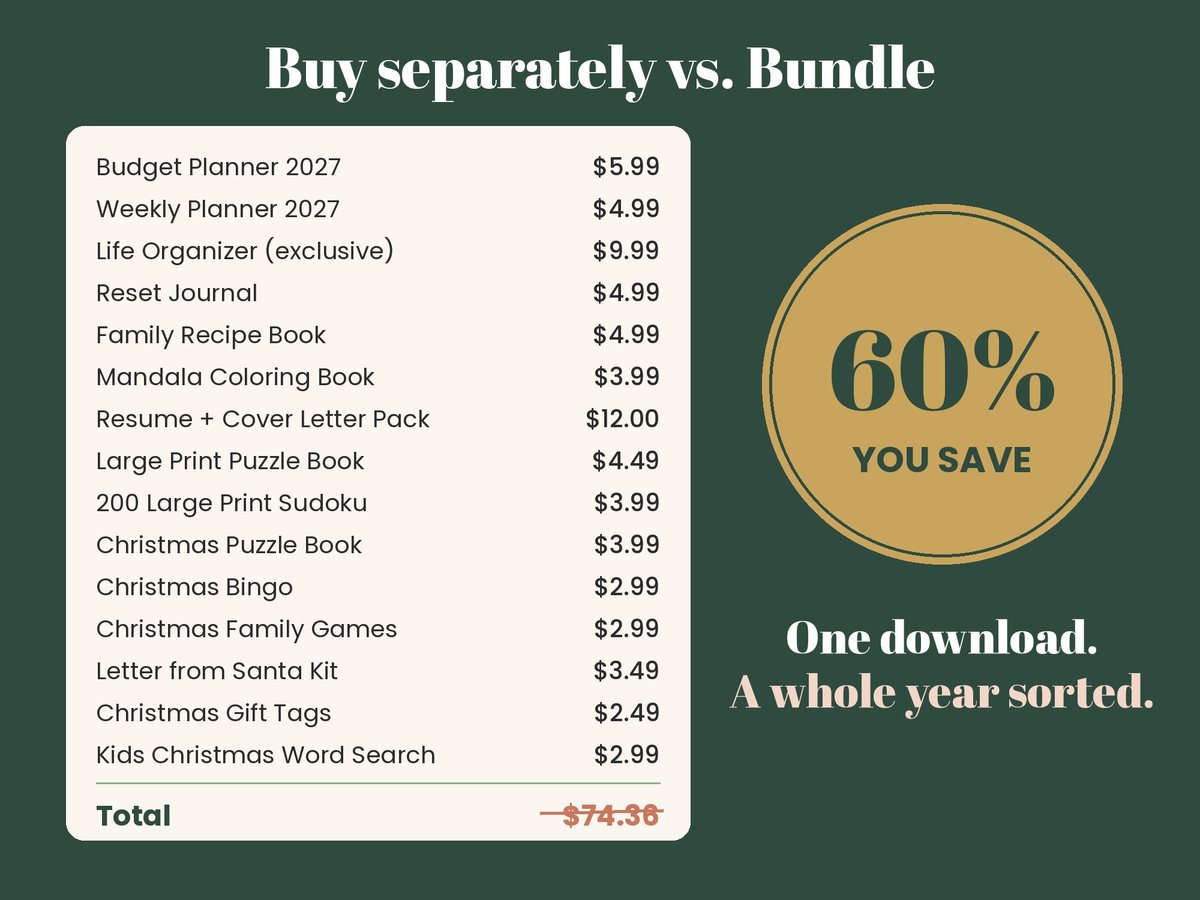 Buy separately vs. Bundle
Budget Planner 2027 $5.99
Weekly Planner 2027 $4.99
Life Organizer (exclusive) $9.99
Reset Journal $4.99
Family Recipe Book $4.99
Mandala Coloring Book $3.99
Resume + Cover Letter Pack $12.00
Large Print Puzzle Book $4.49
200 Large Print Sudoku $3.99
Christmas Puzzle Book $3.99
Christmas Bingo $2.99
Christmas Family Games $2.99
Letter from Santa Kit $3.49
Christmas Gift Tags $2.49
Kids Christmas Word Search $2.99
Total $74.36
60%
YOU SAVE
One download.
A whole year sorted.